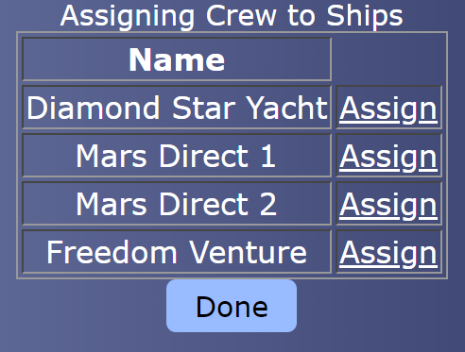 Assigning Crew to Ships
Name
Diamond Star Yacht Assign
Mars Direct 1 Assign
Mars Direct 2 Assign
Freedom Venture Assign
Done